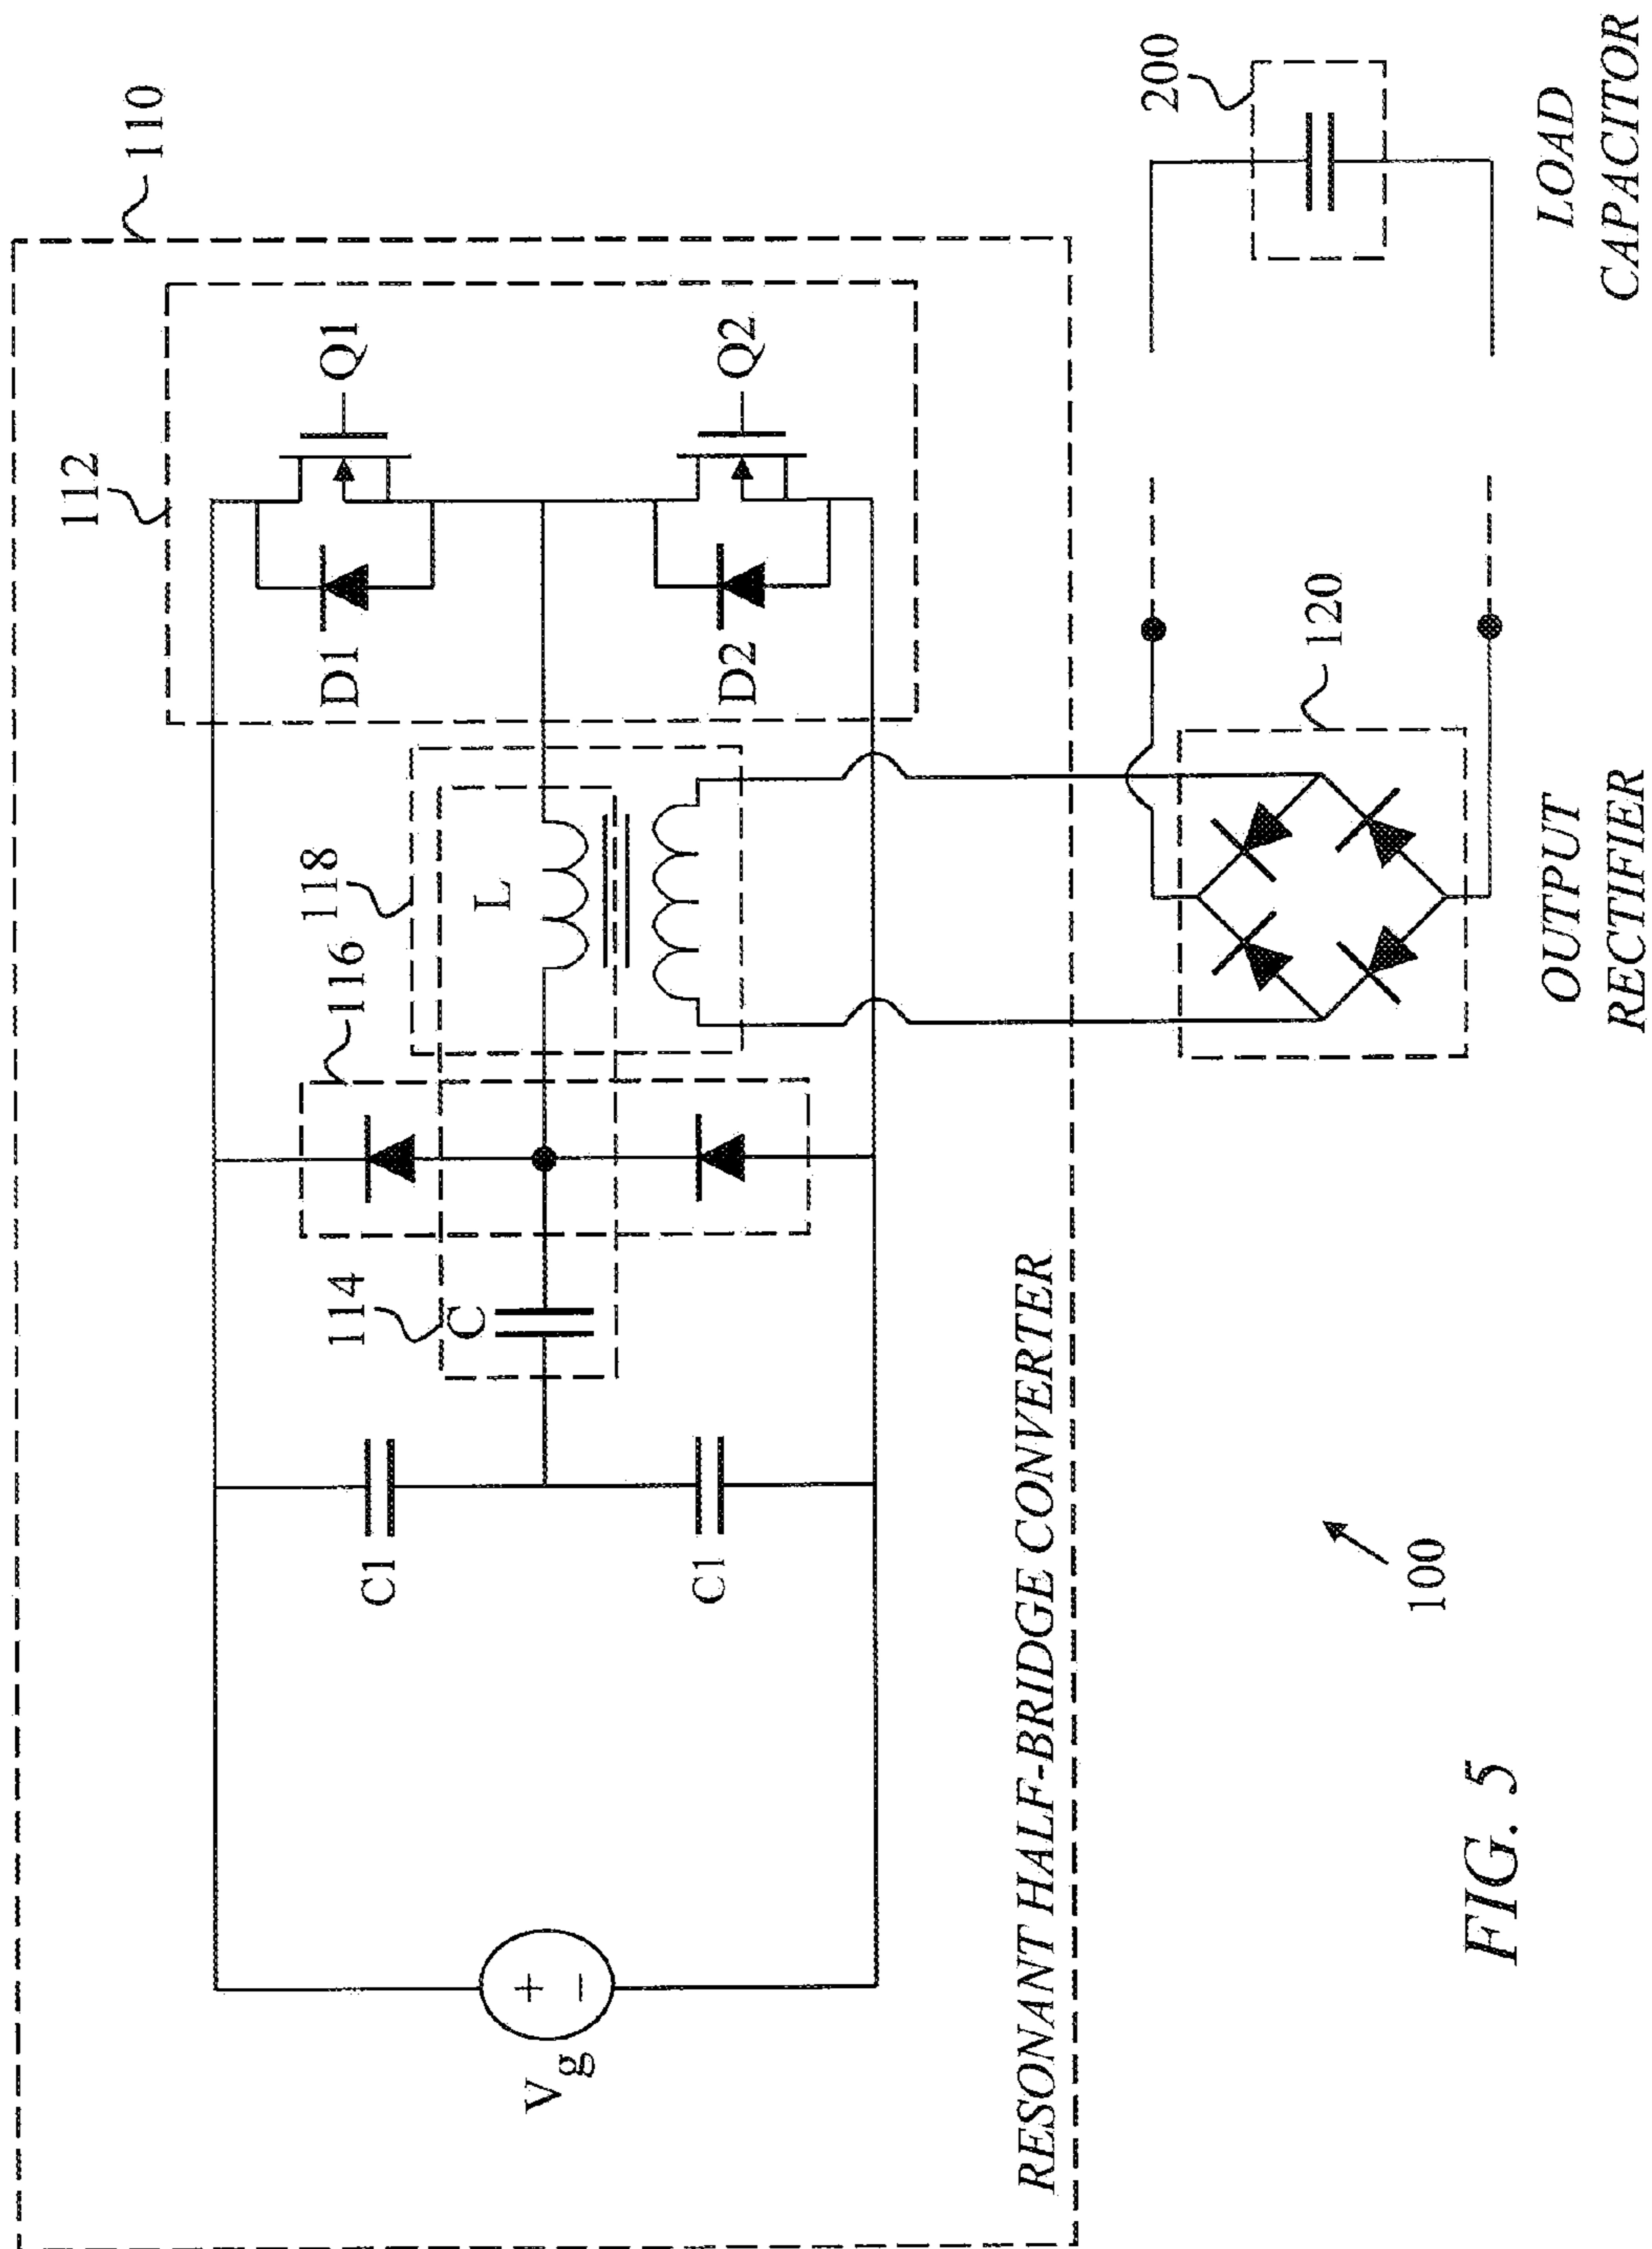 110
112
Q1
Q2
D1
D2
118
L
116
114
C
C1
C1
V
g
RESONANT HALF-BRIDGE CONVERTER
200
LOAD
CAPACITOR
120
OUTPUT
RECTIFIER
100
FIG. 5
+
−